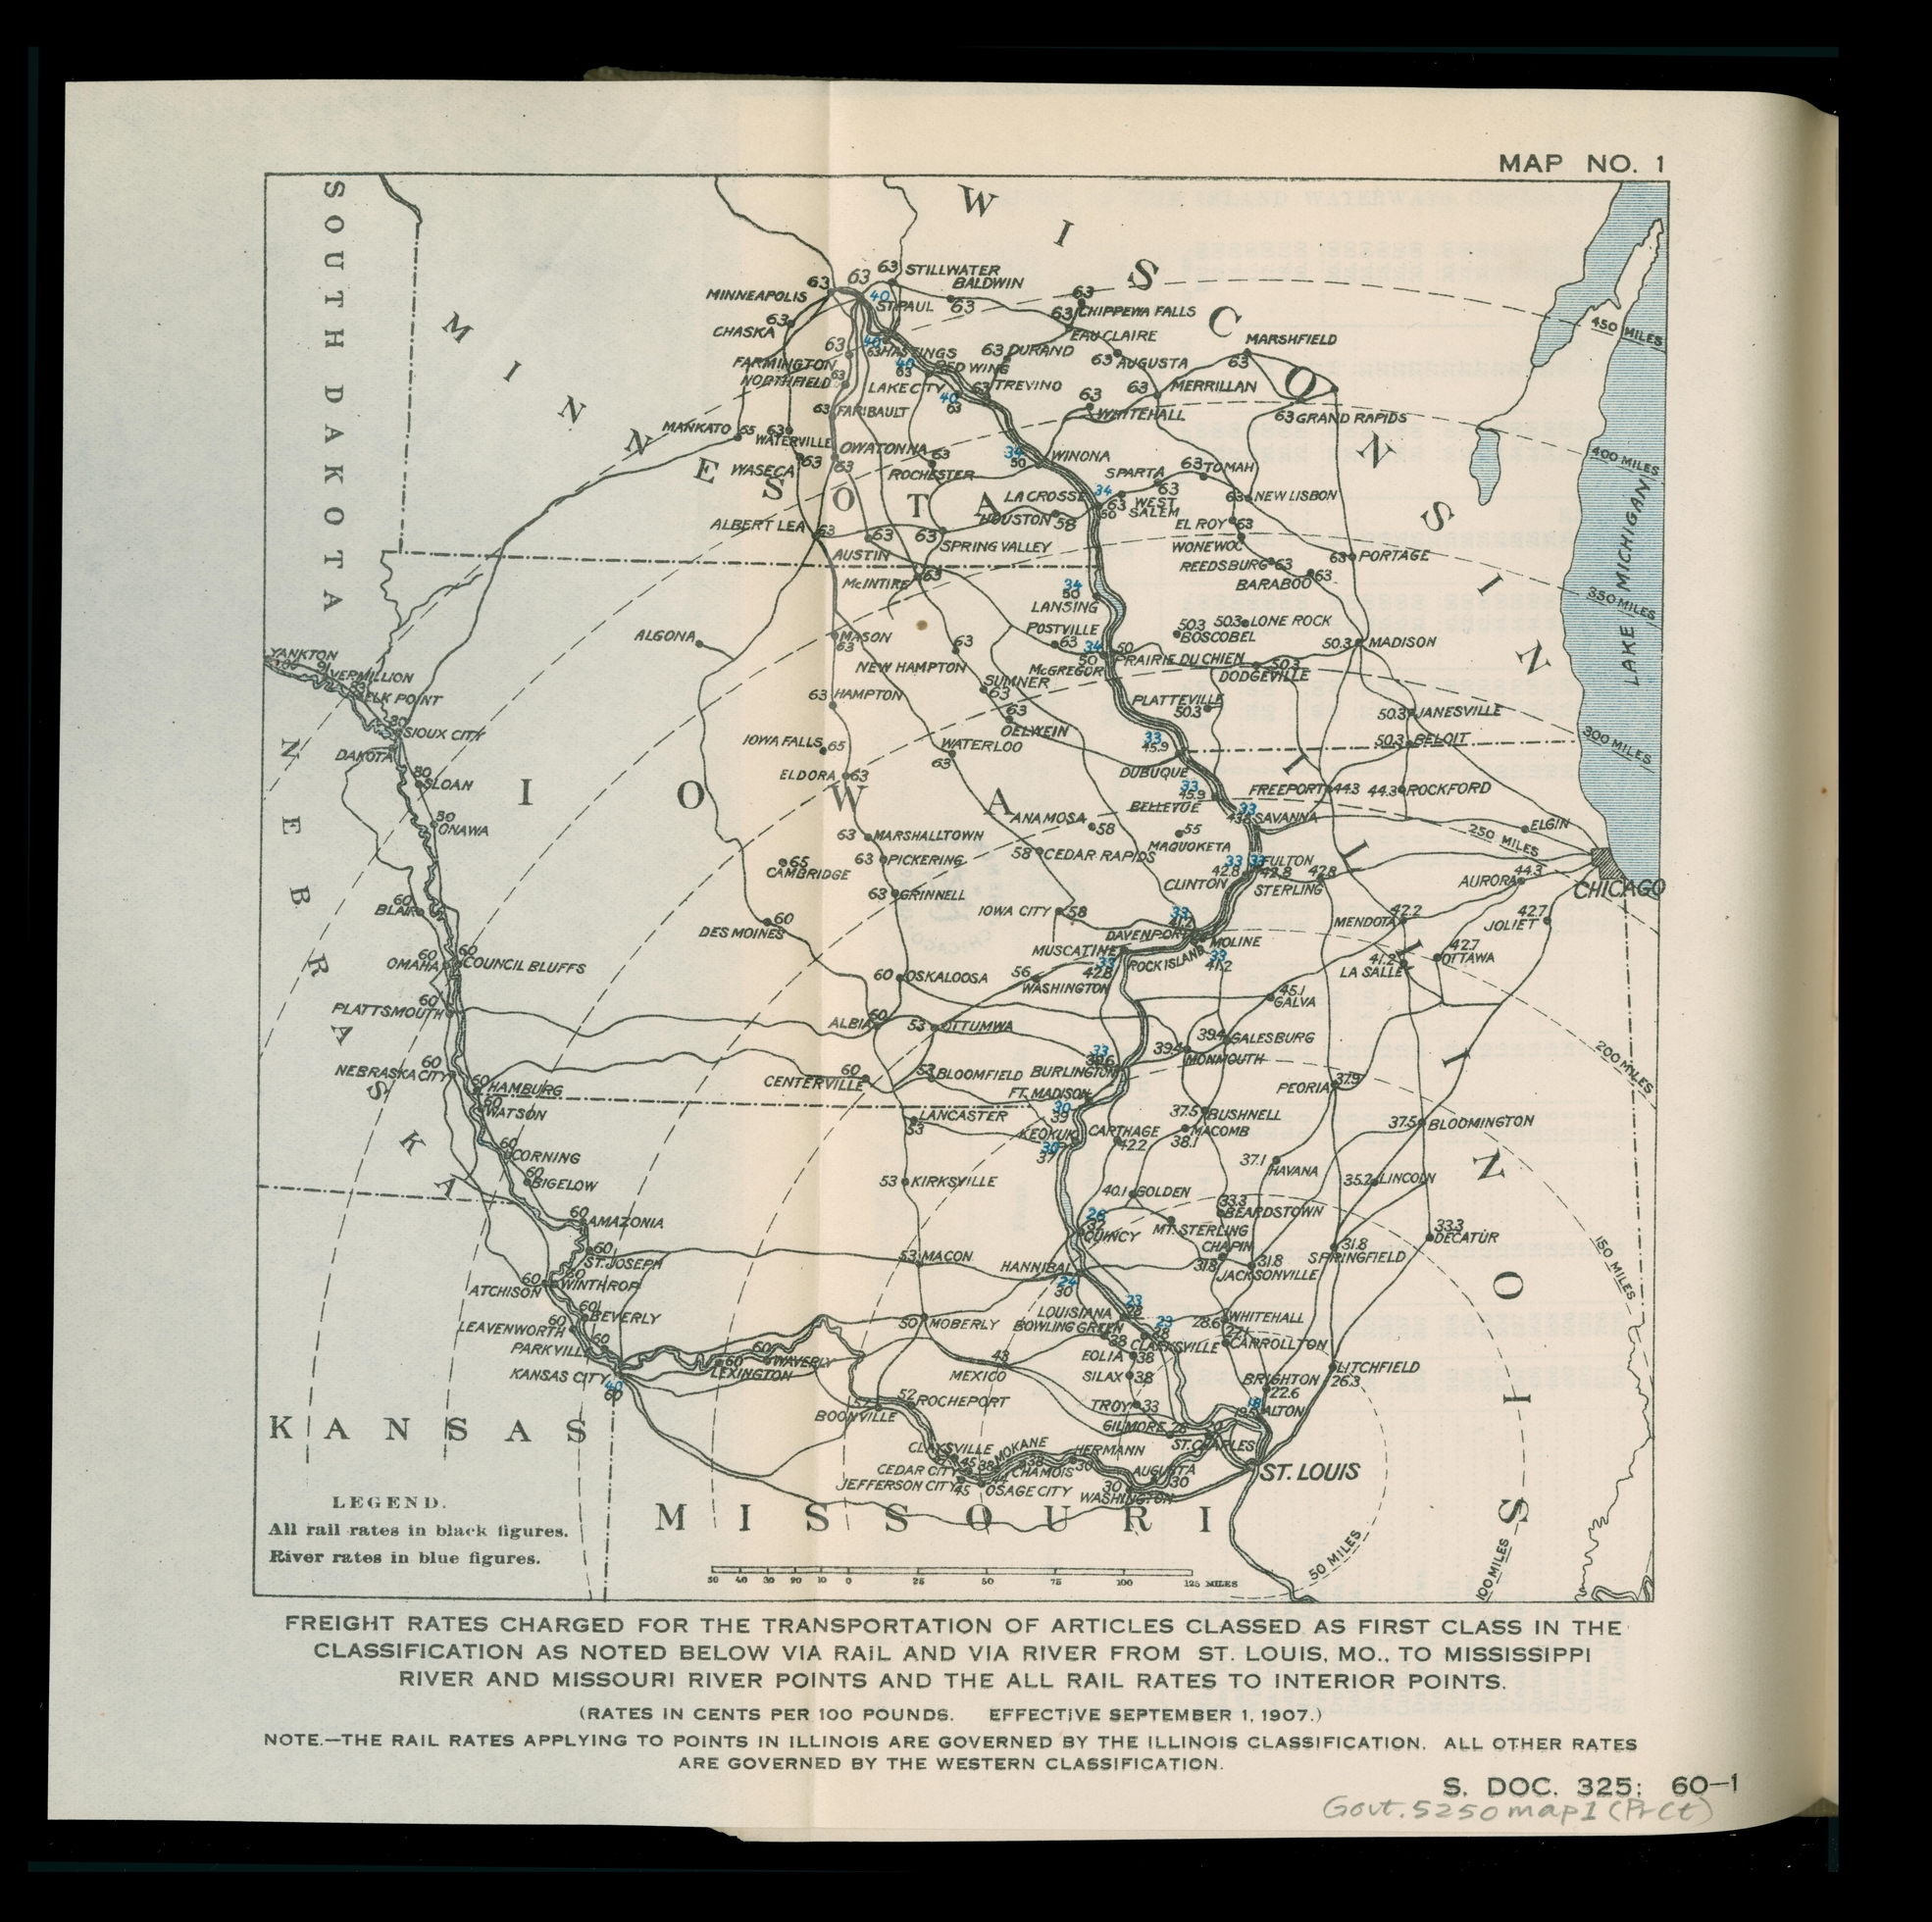 MAP NO. 1
SOUTH DAKOTA
MINNESOTA
WISCONSIN
LAKE MICHIGAN
IOWA
ILLINOIS
NEBRASKA
KANSAS
MISSOURI
450 MILES
400 MILES
350 MILES
300 MILES
250 MILES
200 MILES
150 MILES
100 MILES
50 MILES
63 STILLWATER
BALDWIN 63
MINNEAPOLIS 63
63 40 ST. PAUL
CHASKA 63
63 CHIPPEWA FALLS
63 EAU CLAIRE
MARSHFIELD 63
FARMINGTON 63
40 63 HASTINGS
63 DURAND
63 AUGUSTA
NORTHFIELD 63
40 63 RED WING
LAKE CITY 40 63
63 TREVINO
63 MERRILLAN
63 WHITEHALL
63 GRAND RAPIDS
63 FARIBAULT
MANKATO 65
63 WATERVILLE
OWATONNA 63
WASECA 63
63 ROCHESTER
34 50 WINONA
SPARTA 63
63 TOMAH
LA CROSSE 34 50
63 WEST SALEM
63 NEW LISBON
HOUSTON 58
ALBERT LEA 63
AUSTIN 63
63 SPRING VALLEY
EL ROY 63
WONEWOC
REEDSBURG 63
BARABOO 63
63 PORTAGE
McINTIRE 63
34 50 LANSING
ALGONA
MASON 63
POSTVILLE 63
50.3 BOSCOBEL
50.3 LONE ROCK
50.3 MADISON
NEW HAMPTON 63
34 50 McGREGOR
50 PRAIRIE DU CHIEN
50.3 DODGEVILLE
YANKTON 100
91 VERMILLION
ELK POINT
63 HAMPTON
SUMNER 63
63 OELWEIN
PLATTEVILLE 50.3
50.3 JANESVILLE
50.3 BELOIT
80 SIOUX CITY
DAKOTA
IOWA FALLS 65
WATERLOO 63
33 45.9 DUBUQUE
80 SLOAN
ELDORA 63
33 45.9 BELLEVUE
FREEPORT 44.3
44.3 ROCKFORD
ONAWA
ANAMOSA 58
55 MAQUOKETA
33 SAVANNA
ELGIN
63 MARSHALLTOWN
65 CAMBRIDGE
63 PICKERING
58 CEDAR RAPIDS
33 42.8 CLINTON
33 42.8 FULTON
STERLING 42.8
AURORA 44.3
CHICAGO
60 BLAIR
63 GRINNELL
DES MOINES 60
IOWA CITY 58
33 41.2 DAVENPORT
MOLINE
ROCK ISLAND 33 41.2
MENDOTA 42.2
JOLIET 42.7
60 OMAHA
60 COUNCIL BLUFFS
MUSCATINE 33 42.8
41.2 LA SALLE
42.7 OTTAWA
60 OSKALOOSA
56 WASHINGTON
45.1 GALVA
60 PLATTSMOUTH
ALBIA 60
53 OTTUMWA
39.4 GALESBURG
39.4 MONMOUTH
60 NEBRASKA CITY
CENTERVILLE 60
53 BLOOMFIELD
33 39.6 BURLINGTON
PEORIA 37.9
60 HAMBURG
60 WATSON
FT. MADISON 30 39
LANCASTER 53
KEOKUK 30 37
CARTHAGE 42.2
37.5 BUSHNELL
MACOMB 38.1
37.5 BLOOMINGTON
60 CORNING
60 BIGELOW
53 KIRKSVILLE
37.1 HAVANA
35.2 LINCOLN
40.1 GOLDEN
33.3 BEARDSTOWN
60 AMAZONIA
26 32 QUINCY
MT. STERLING
33.3 DECATUR
60 ST. JOSEPH
53 MACON
HANNIBAL 24 30
CHAPIN 31.8
31.8 JACKSONVILLE
31.8 SPRINGFIELD
ATCHISON 60
60 WINTHROP
60 BEVERLY
LEAVENWORTH 60
PARKVILLE 60
50 MOBERLY
LOUISIANA 23 28
BOWLING GREEN 38
23 28 CLARKSVILLE
28.6 WHITEHALL
27.1 CARROLLTON
KANSAS CITY 40 60
60 LEXINGTON
60 WAVERLY
MEXICO 43
EOLIA 38
SILAX 38
LITCHFIELD 26.3
BRIGHTON 22.6
52 BOONVILLE
52 ROCHEPORT
TROY 33
18 19.5 ALTON
GILMORE 28
20 ST. CHARLES
CLAYSVILLE
MOKANE 38
CEDAR CITY 45
CHAMOIS
HERMANN 30
AUGUSTA 30
JEFFERSON CITY 45
44 OSAGE CITY
30 WASHINGTON
ST. LOUIS
LEGEND.
All rail rates in black figures.
River rates in blue figures.
50 40 30 20 10 0 25 50 75 100 125 MILES
FREIGHT RATES CHARGED FOR THE TRANSPORTATION OF ARTICLES CLASSED AS FIRST CLASS IN THE
CLASSIFICATION AS NOTED BELOW VIA RAIL AND VIA RIVER FROM ST. LOUIS, MO., TO MISSISSIPPI
RIVER AND MISSOURI RIVER POINTS AND THE ALL RAIL RATES TO INTERIOR POINTS.
(RATES IN CENTS PER 100 POUNDS. EFFECTIVE SEPTEMBER 1, 1907.)
NOTE.—THE RAIL RATES APPLYING TO POINTS IN ILLINOIS ARE GOVERNED BY THE ILLINOIS CLASSIFICATION. ALL OTHER RATES
ARE GOVERNED BY THE WESTERN CLASSIFICATION.
S. DOC. 325; 60—1
Govt. 5250 map 1 (Pr Ct)